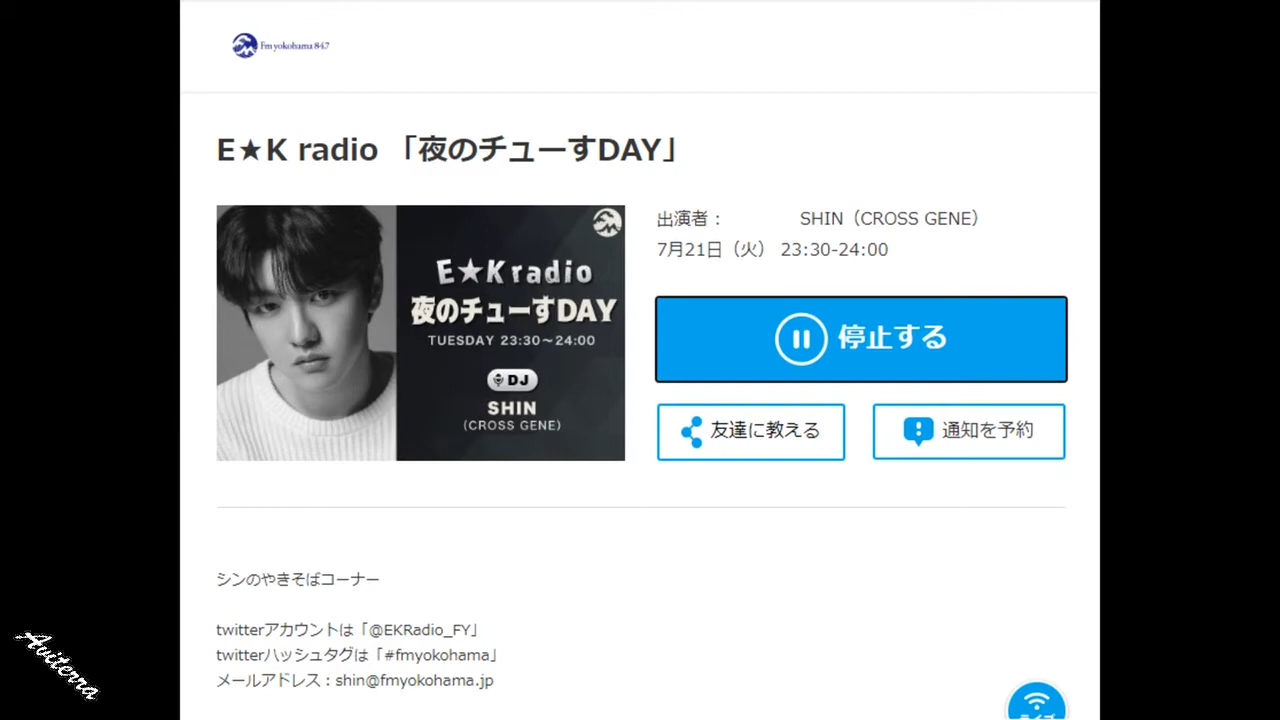 Fm yokohama 84.7
E★K radio 「夜のチューすDAY」
E★K radio
夜のチューすDAY
TUESDAY 23:30～24:00
DJ
SHIN
(CROSS GENE)
出演者： SHIN（CROSS GENE）
7月21日（火） 23:30-24:00
停止する
友達に教える
通知を予約
シンのやきそばコーナー
twitterアカウントは「@EKRadio_FY」
twitterハッシュタグは「#fmyokohama」
メールアドレス：shin@fmyokohama.jp
Aviterra